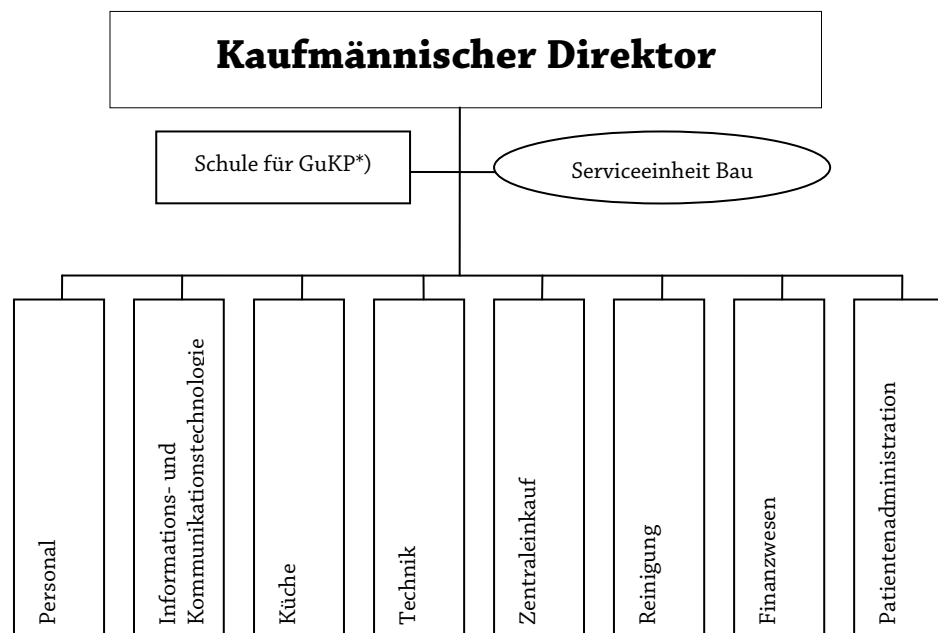 Kaufmännischer Direktor
Schule für GuKP*)
Serviceeinheit Bau
Personal
Informations- und
Kommunikationstechnologie
Küche
Technik
Zentraleinkauf
Reinigung
Finanzwesen
Patientenadministration